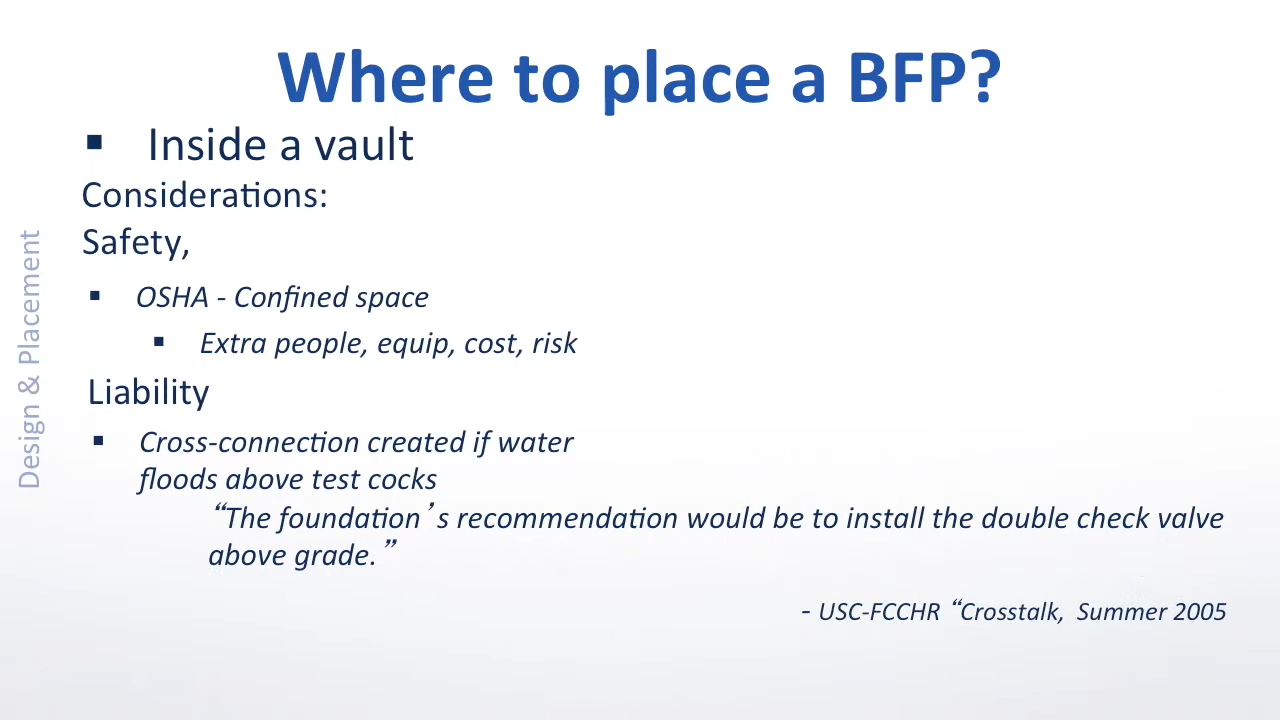 Where to place a BFP?
▪ Inside a vault
Considerations:
Safety,
▪ OSHA - Confined space
▪ Extra people, equip, cost, risk
Liability
▪ Cross-connection created if water
floods above test cocks
“The foundation’s recommendation would be to install the double check valve
above grade.”
- USC-FCCHR “Crosstalk, Summer 2005
Design & Placement